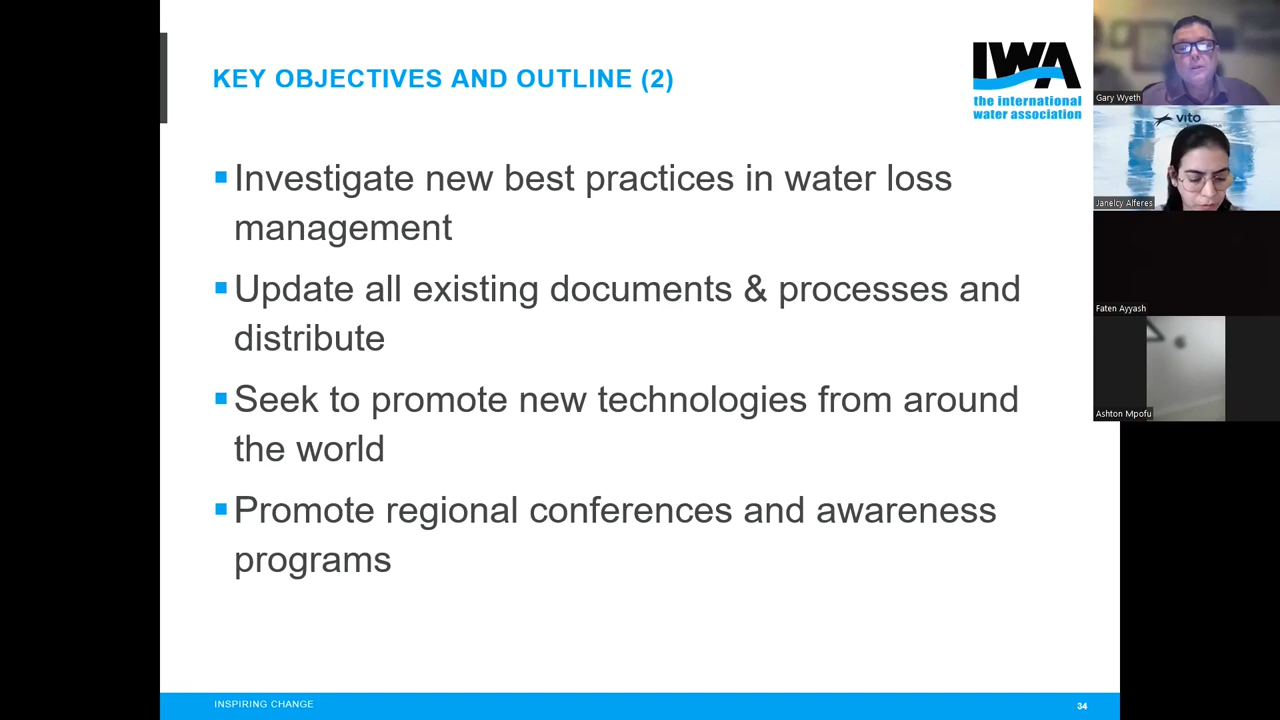 KEY OBJECTIVES AND OUTLINE (2)
IWA
the international
water association
Investigate new best practices in water loss
management
Update all existing documents & processes and
distribute
Seek to promote new technologies from around
the world
Promote regional conferences and awareness
programs
INSPIRING CHANGE
34
Gary Wyeth
vito
Janelcy Alferes
Faten Ayyash
Ashton Mpofu